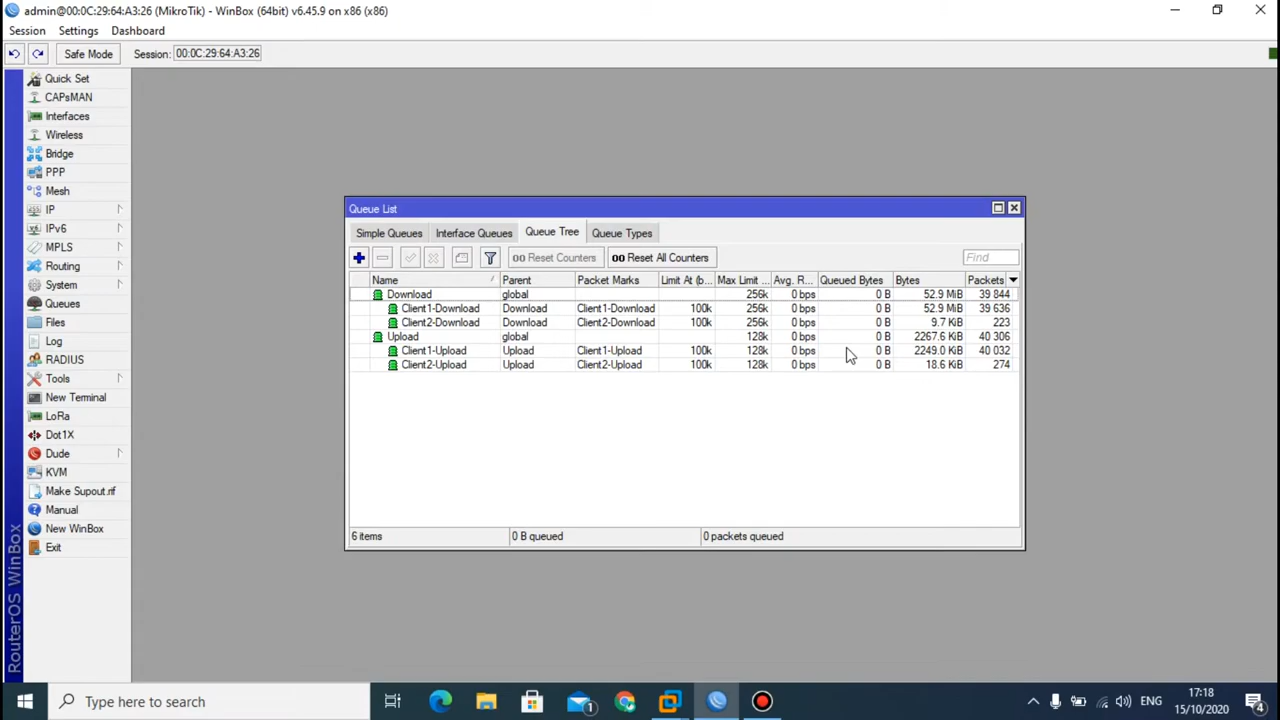 admin@00:0C:29:64:A3:26 (MikroTik) - WinBox (64bit) v6.45.9 on x86 (x86)
Session Settings Dashboard
Safe Mode Session: 00:0C:29:64:A3:26
Quick Set
CAPsMAN
Interfaces
Wireless
Bridge
PPP
Mesh
IP
IPv6
MPLS
Routing
System
Queues
Files
Log
RADIUS
Tools
New Terminal
LoRa
Dot1X
Dude
KVM
Make Supout.rif
Manual
New WinBox
Exit
RouterOS WinBox
Queue List
Simple Queues Interface Queues Queue Tree Queue Types
00 Reset Counters 00 Reset All Counters Find
Name Parent Packet Marks Limit At (b... Max Limit ... Avg. R... Queued Bytes Bytes Packets
Download global 256k 0 bps 0 B 52.9 MiB 39 844
Client1-Download Download Client1-Download 100k 256k 0 bps 0 B 52.9 MiB 39 636
Client2-Download Download Client2-Download 100k 256k 0 bps 0 B 9.7 KiB 223
Upload global 128k 0 bps 0 B 2267.6 KiB 40 306
Client1-Upload Upload Client1-Upload 100k 128k 0 bps 0 B 2249.0 KiB 40 032
Client2-Upload Upload Client2-Upload 100k 128k 0 bps 0 B 18.6 KiB 274
6 items 0 B queued 0 packets queued
Type here to search 1 ENG 17:18
15/10/2020 4